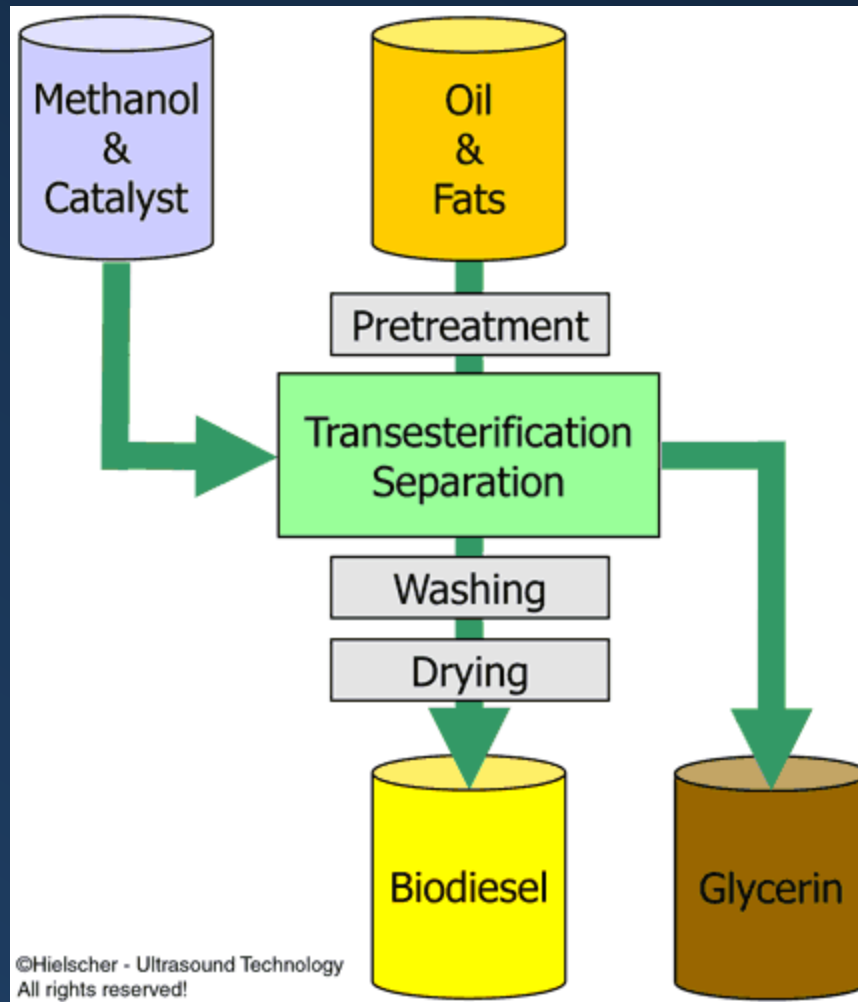 Methanol
&
Catalyst
Oil
&
Fats
Pretreatment
Transesterification
Separation
Washing
Drying
Biodiesel
Glycerin
©Hielscher - Ultrasound Technology
All rights reserved!